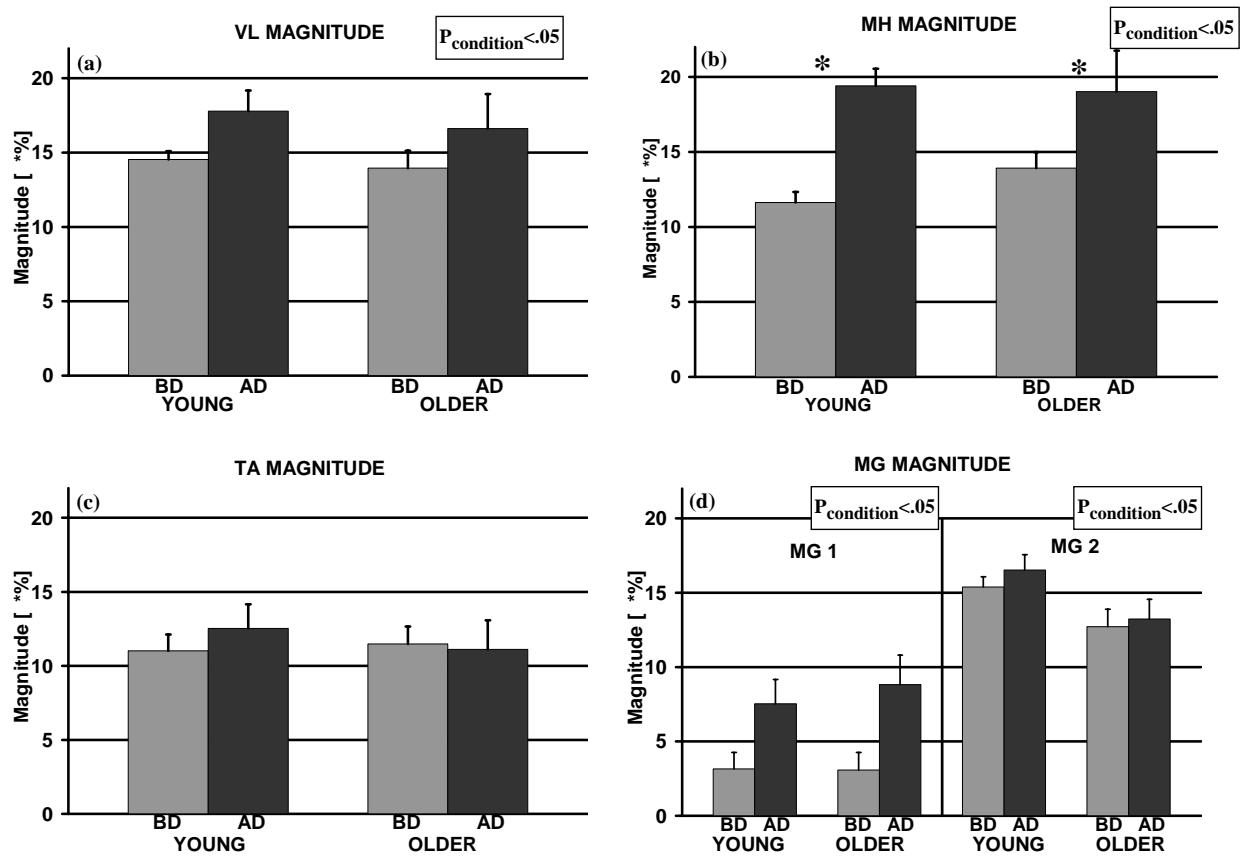 VL MAGNITUDE
Pcondition<.05
(a)
20
15
10
5
0
Magnitude [ *%]
BD AD BD AD
YOUNG OLDER
MH MAGNITUDE
Pcondition<.05
(b)
* *
20
15
10
5
0
Magnitude [ *%]
BD AD BD AD
YOUNG OLDER
TA MAGNITUDE
(c)
20
15
10
5
0
Magnitude [ *%]
BD AD BD AD
YOUNG OLDER
MG MAGNITUDE
(d)
Pcondition<.05 Pcondition<.05
MG 1 MG 2
20
15
10
5
0
Magnitude [ *%]
BD AD BD AD BD AD BD AD
YOUNG OLDER YOUNG OLDER